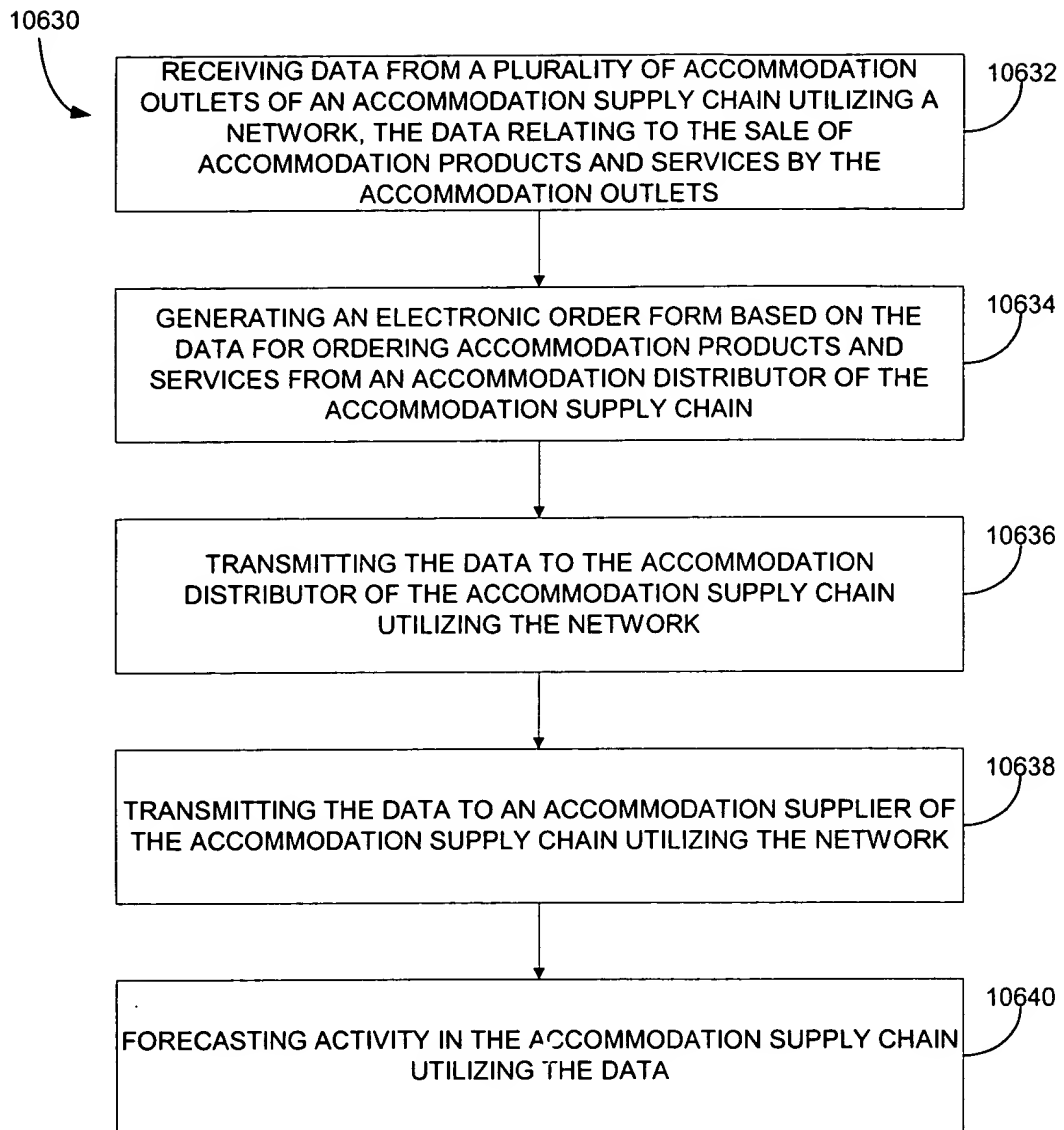 10630
RECEIVING DATA FROM A PLURALITY OF ACCOMMODATION
10632
OUTLETS OF AN ACCOMMODATION SUPPLY CHAIN UTILIZING A
NETWORK, THE DATA RELATING TO THE SALE OF
ACCOMMODATION PRODUCTS AND SERVICES BY THE
ACCOMMODATION OUTLETS
10634
GENERATING AN ELECTRONIC ORDER FORM BASED ON THE
DATA FOR ORDERING ACCOMMODATION PRODUCTS AND
SERVICES FROM AN ACCOMMODATION DISTRIBUTOR OF THE
ACCOMMODATION SUPPLY CHAIN
10636
TRANSMITTING THE DATA TO THE ACCOMMODATION
DISTRIBUTOR OF THE ACCOMMODATION SUPPLY CHAIN
UTILIZING THE NETWORK
10638
TRANSMITTING THE DATA TO AN ACCOMMODATION SUPPLIER OF
THE ACCOMMODATION SUPPLY CHAIN UTILIZING THE NETWORK
10640
FORECASTING ACTIVITY IN THE ACCOMMODATION SUPPLY CHAIN
UTILIZING THE DATA